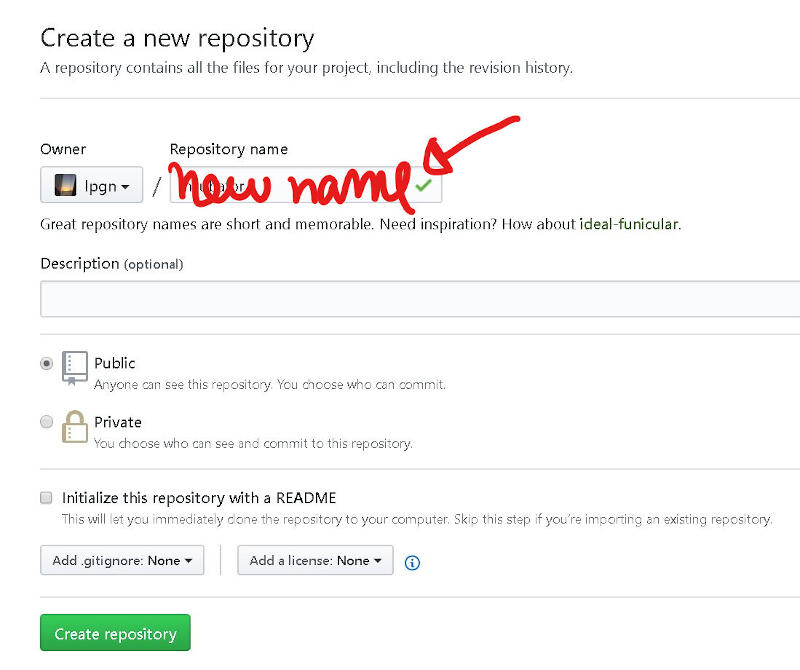 Create a new repository
A repository contains all the files for your project, including the revision history.
Owner Repository name
lpgn / new name
Great repository names are short and memorable. Need inspiration? How about ideal-funicular.
Description (optional)
Public
Anyone can see this repository. You choose who can commit.
Private
You choose who can see and commit to this repository.
Initialize this repository with a README
This will let you immediately clone the repository to your computer. Skip this step if you're importing an existing repository.
Add .gitignore: None Add a license: None
Create repository